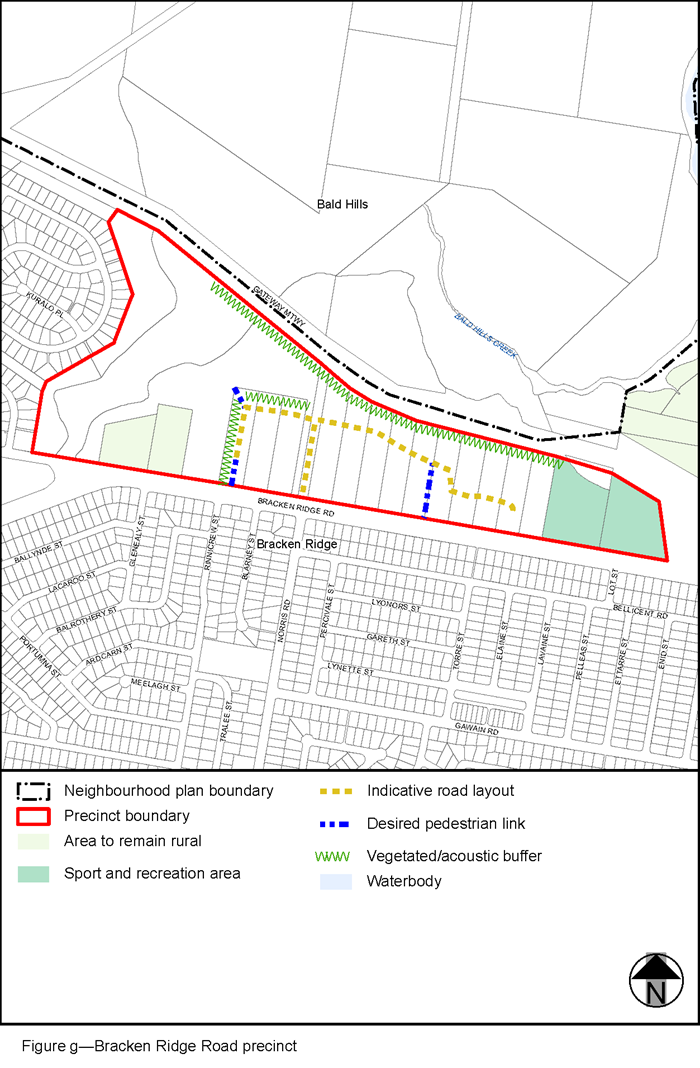 Bald Hills
GATEWAY MTWY
KURALO PL
BALD HILLS CREEK
BRACKEN RIDGE RD
Bracken Ridge
GLENEALY ST
RANKCREW ST
BLARNEY ST
BALLYNDE ST
LACARDO ST
BALROTHERY ST
ARDCARN ST
PORTUMNA ST
MEELAGH ST
TRALEE ST
NORRIS RD
PERCIVALE ST
LYONORS ST
GARETH ST
LYNETTE ST
TORRE ST
ELAINE ST
LAVAINE ST
PELLEAS ST
ETTARRE ST
ENID ST
LOT ST
BELLICENT RD
GAWAIN RD
Neighbourhood plan boundary
Precinct boundary
Area to remain rural
Sport and recreation area
Indicative road layout
Desired pedestrian link
Vegetated/acoustic buffer
Waterbody
N
Figure g—Bracken Ridge Road precinct